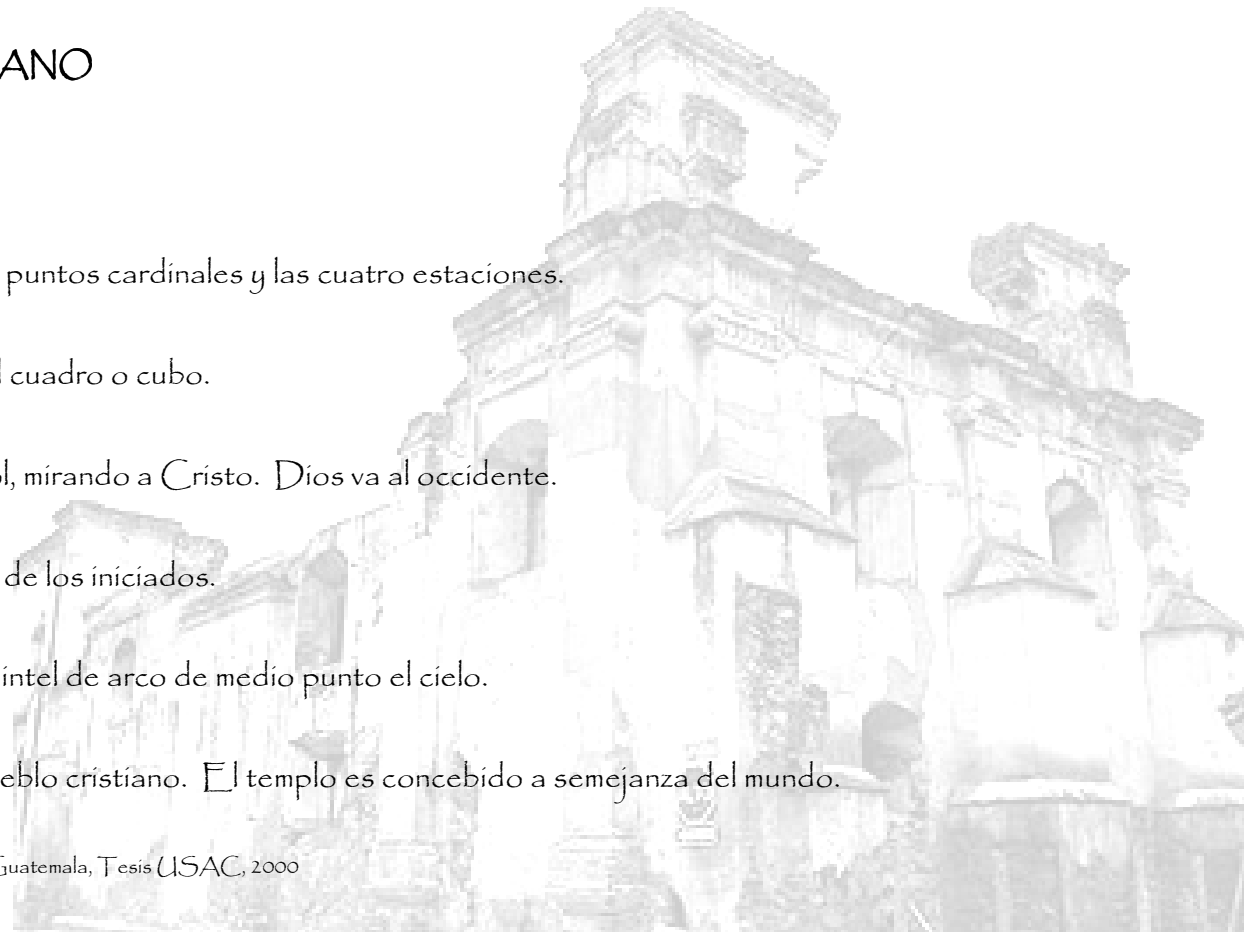 ANO
puntos cardinales y las cuatro estaciones.
l cuadro o cubo.
ol, mirando a Cristo. Dios va al occidente.
de los iniciados.
intel de arco de medio punto el cielo.
eblo cristiano. El templo es concebido a semejanza del mundo.
Guatemala, Tesis USAC, 2000